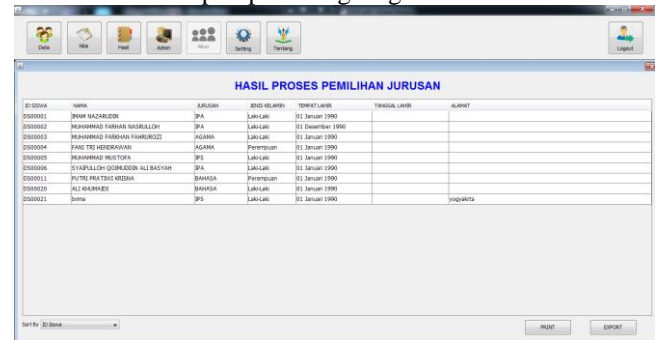 Data Nilai Hasil Admin Akun Setting Tentang Logout
HASIL PROSES PEMILIHAN JURUSAN
ID SISWA NAMA JURUSAN JENIS KELAMIN TEMPAT LAHIR TANGGAL LAHIR ALAMAT
DS00001 IMAM NAZARUDIN IPA Laki-Laki 01 Januari 1990
DS00002 MUHAMMAD FARHAN NASRULLOH IPA Laki-Laki 01 Desember 1990
DS00003 MUHAMMAD FARKHAN FAHRUROZI AGAMA Laki-Laki 01 Januari 1990
DS00004 FANI TRI HENDRAWAN AGAMA Perempuan 01 Januari 1990
DS00005 MUHAMMAD MUSTOFA IPS Laki-Laki 01 Januari 1990
DS00006 SYAIFULLOH QOIMUDDIN ALI BASYAH IPA Laki-Laki 01 Januari 1990
DS00011 PUTRI PRATIWI KRISNA BAHASA Perempuan 01 Januari 1990
DS00020 ALI KHUMAIDI BAHASA Laki-Laki 01 Januari 1990
DS00021 brima IPS Laki-Laki 01 Januari 1990 yogyakrta
Sort By ID Siswa PRINT EXPORT